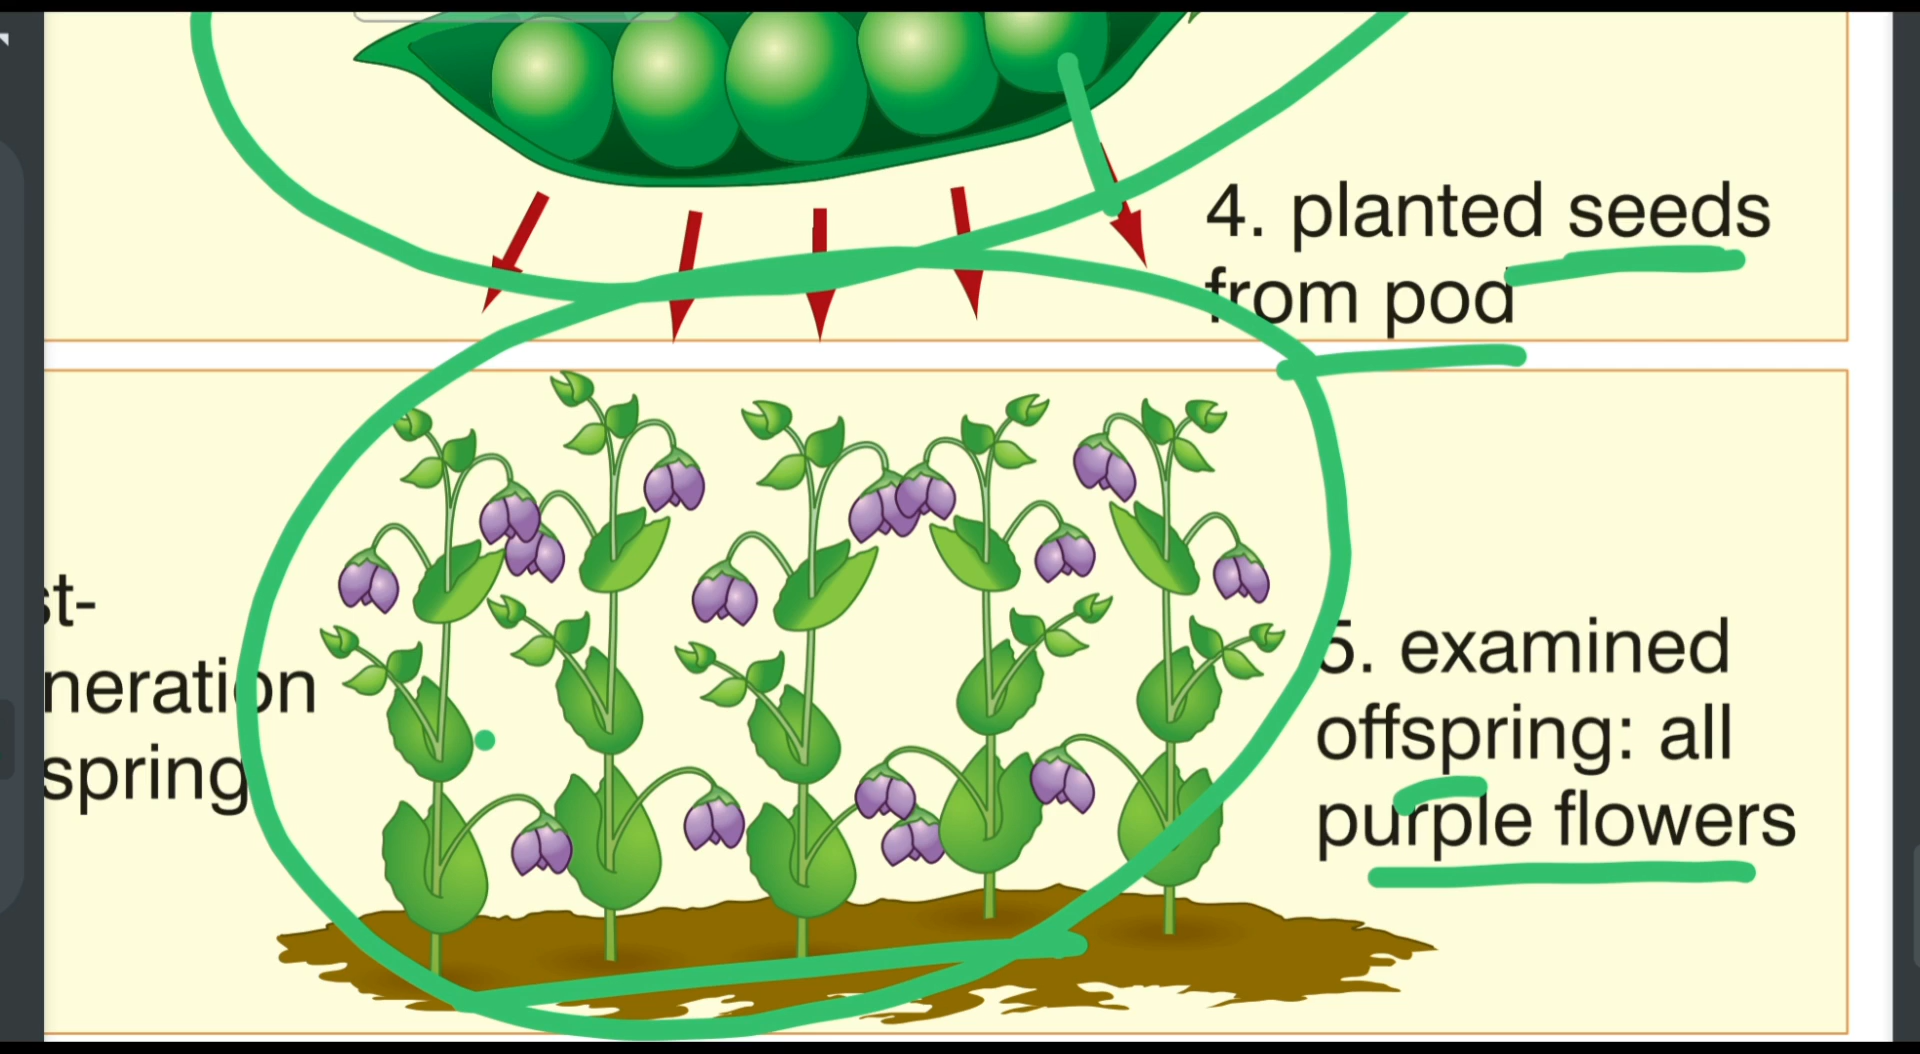 4. planted seeds
from pod
st-
neration
spring
5. examined
offspring: all
purple flowers